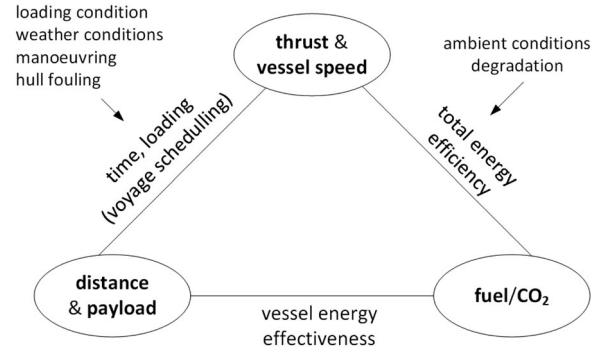 loading condition
weather conditions
manoeuvring
hull fouling
thrust &
vessel speed
ambient conditions
degradation
time, loading
(voyage schedulling)
total energy
efficiency
distance
& payload
vessel energy
effectiveness
fuel/CO₂